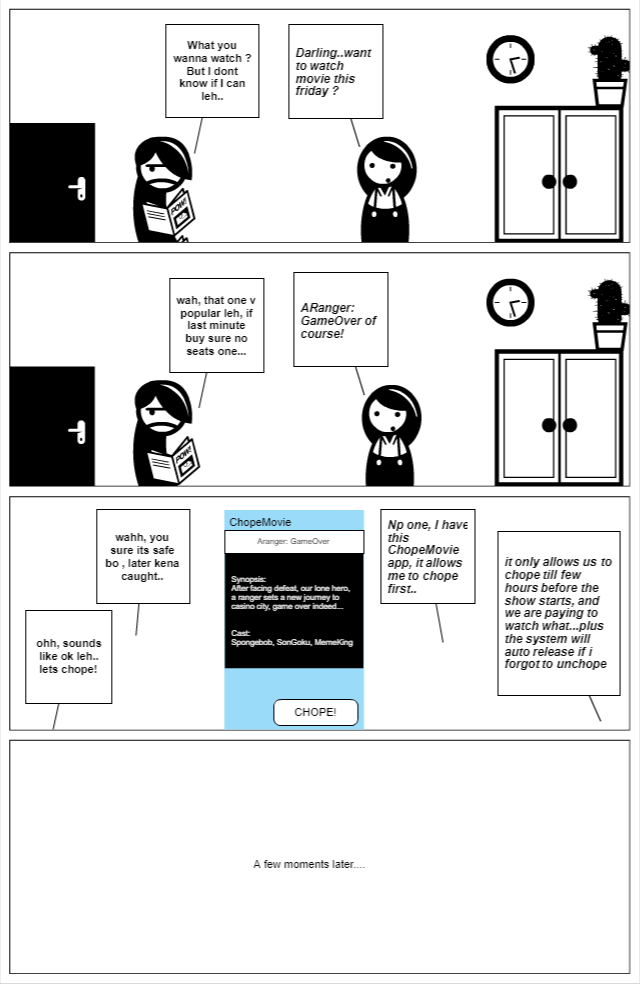 Darling..want
to watch
movie this
friday ?
What you
wanna watch ?
But I dont
know if I can
leh..
POW!
ARanger:
GameOver of
course!
wah, that one v
popular leh, if
last minute
buy sure no
seats one...
POW!
Np one, I have
this
ChopeMovie
app, it allows
me to chope
first..
ChopeMovie
Aranger: GameOver
Synopsis:
After facing defeat, our lone hero,
a ranger sets a new journey to
casino city, game over indeed...
Cast:
Spongebob, SonGoku, MemeKing
CHOPE!
wahh, you
sure its safe
bo , later kena
caught..
it only allows us to
chope till few
hours before the
show starts, and
we are paying to
watch what...plus
the system will
auto release if i
forgot to unchope
ohh, sounds
like ok leh..
lets chope!
A few moments later....